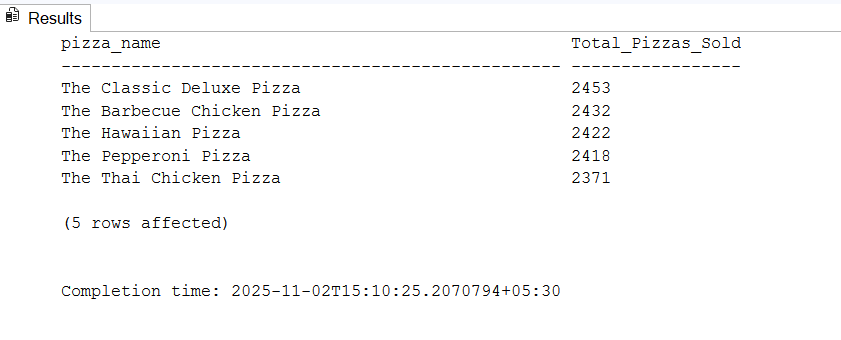 Results
pizza_name Total_Pizzas_Sold
-------------------------------------------------- -----------------
The Classic Deluxe Pizza 2453
The Barbecue Chicken Pizza 2432
The Hawaiian Pizza 2422
The Pepperoni Pizza 2418
The Thai Chicken Pizza 2371
(5 rows affected)
Completion time: 2025-11-02T15:10:25.2070794+05:30